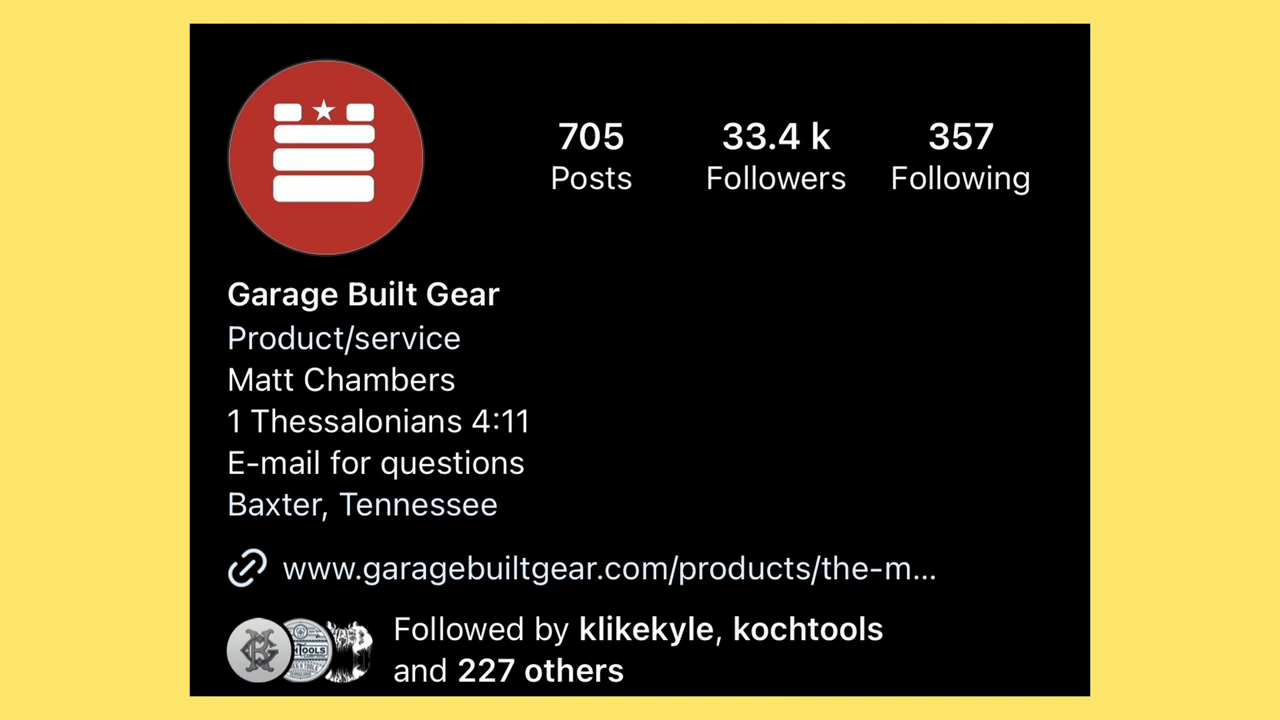 705 33.4 k 357
Posts Followers Following
Garage Built Gear
Product/service
Matt Chambers
1 Thessalonians 4:11
E-mail for questions
Baxter, Tennessee
www.garagebuiltgear.com/products/the-m...
Followed by klikekyle, kochtools
and 227 others